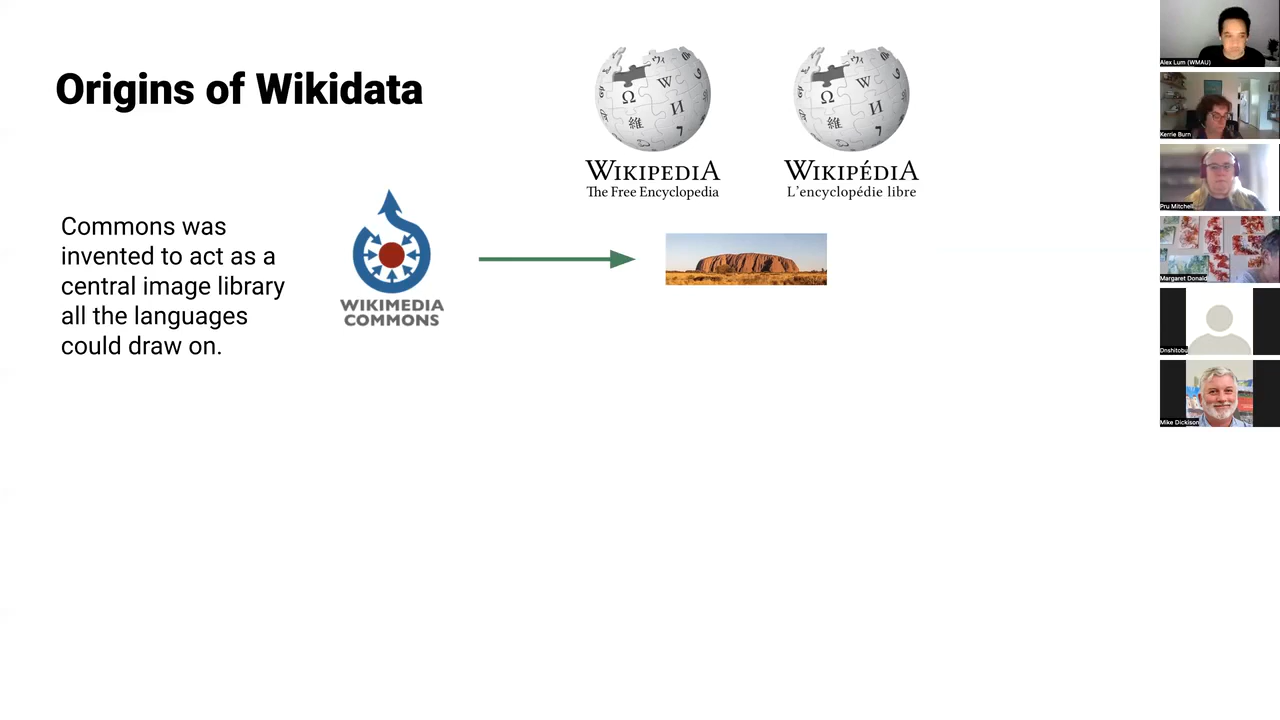 Origins of Wikidata
WIKIPEDIA
The Free Encyclopedia
WIKIPÉDIA
L'encyclopédie libre
Commons was
invented to act as a
central image library
all the languages
could draw on.
WIKIMEDIA
COMMONS
Alex Lum (WMAU)
Kerrie Burn
Pru Mitchell
Margaret Donald
Dnshitobu
Mike Dickison